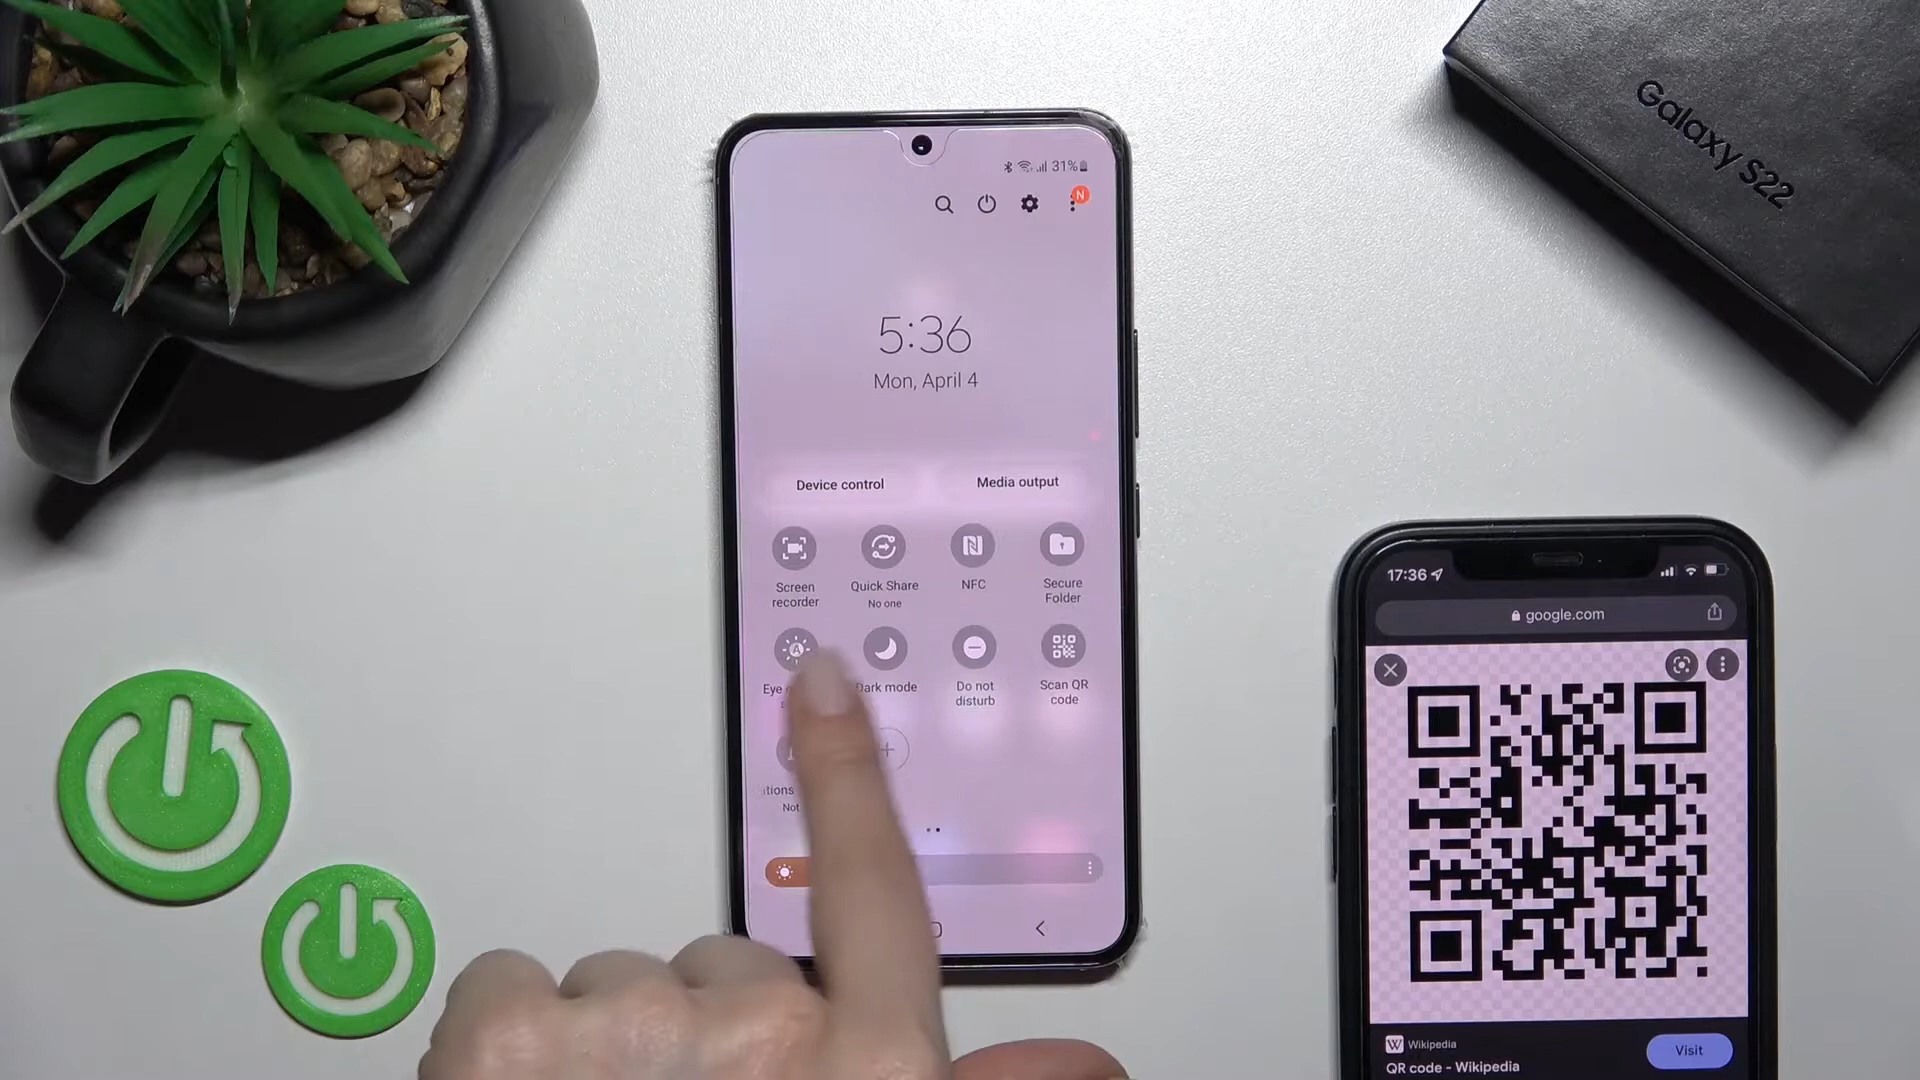 Galaxy S22
31%
N
5:36
Mon, April 4
Device control
Media output
Screen
recorder
Quick Share
No one
NFC
Secure
Folder
Eye
Dark mode
Do not
disturb
Scan QR
code
Not
17:36
google.com
W Wikipedia
QR code - Wikipedia
Visit